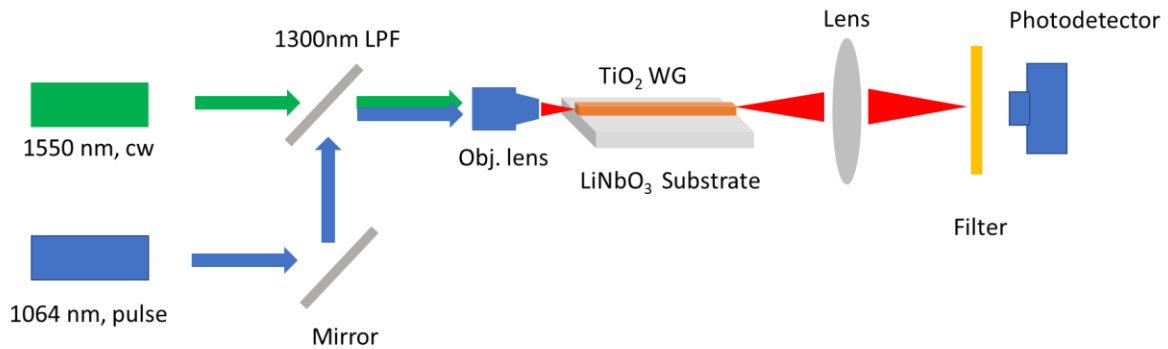 1300nm LPF
Lens
Photodetector
TiO₂ WG
1550 nm, cw
Obj. lens
LiNbO₃ Substrate
Filter
1064 nm, pulse
Mirror